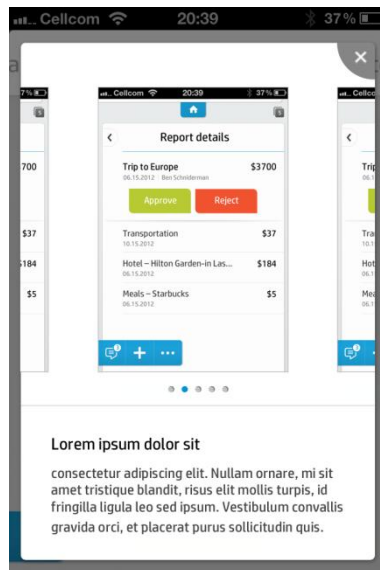 Cellcom 20:39 37%
7%
700
$37
$184
$5
Cellcom 20:39 37%
Report details
Trip to Europe $3700
06.15.2012 - Ben Schniderman
Approve Reject
Transportation $37
10.15.2012
Hotel – Hilton Garden-in Las... $184
06.15.2012
Meals – Starbucks $5
06.15.2012
Lorem ipsum dolor sit
consectetur adipiscing elit. Nullam ornare, mi sit
amet tristique blandit, risus elit mollis turpis, id
fringilla ligula leo sed ipsum. Vestibulum convallis
gravida orci, et placerat purus sollicitudin quis.